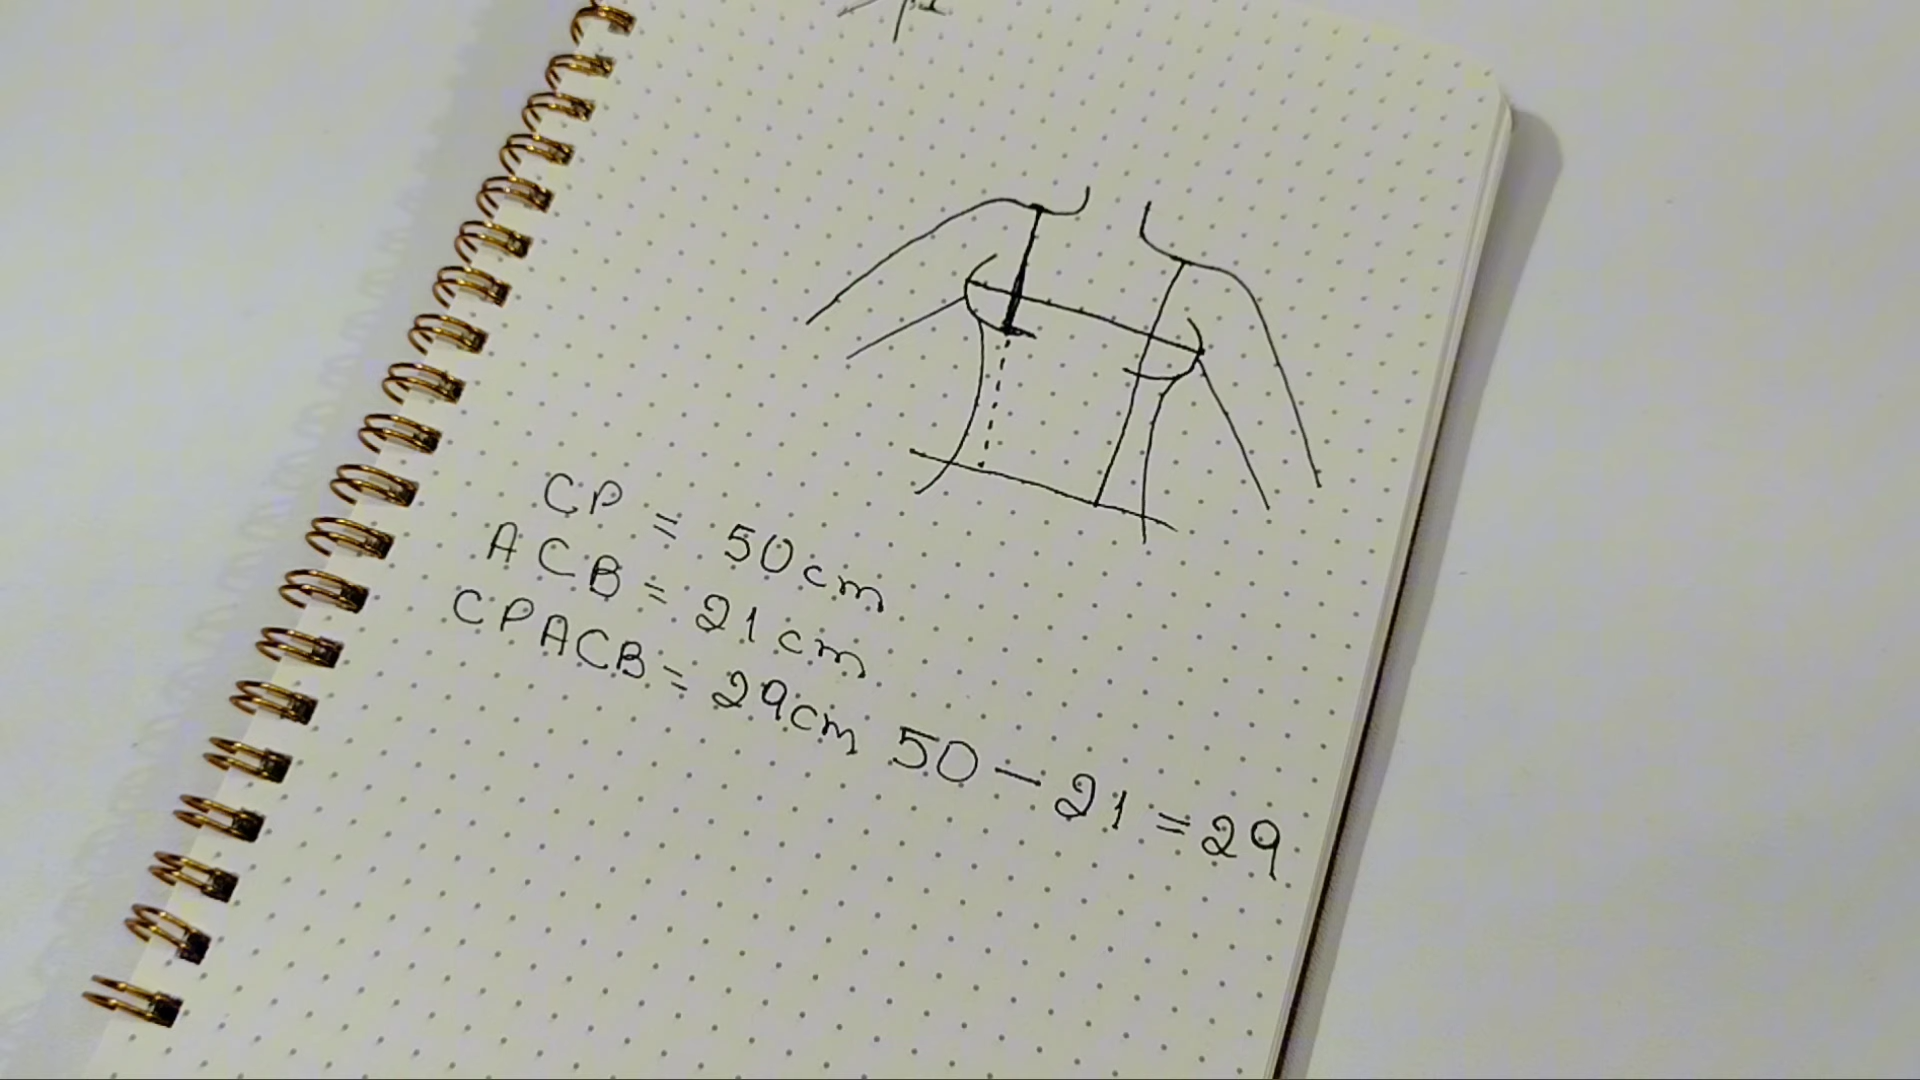 CP = 50cm
ACB = 21cm
CPACB = 29cm 50 - 21 = 29